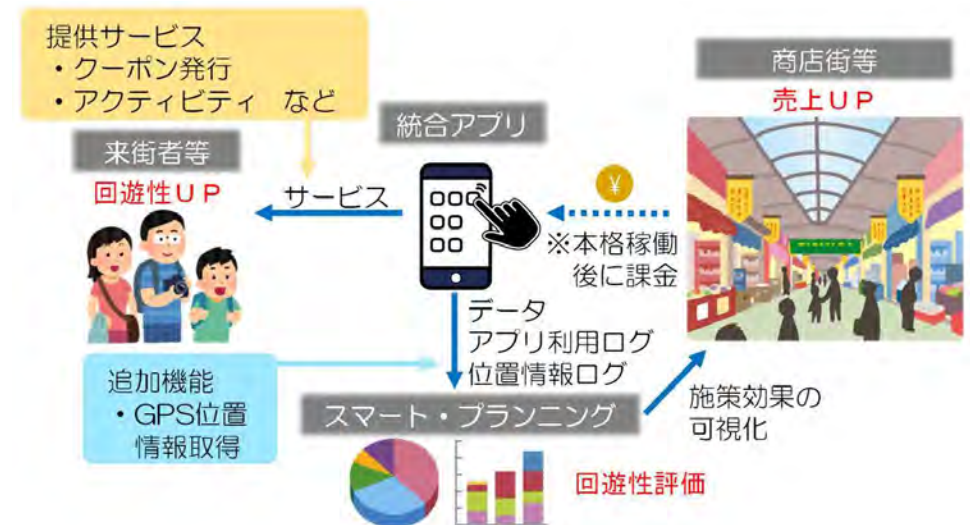 提供サービス
・クーポン発行
・アクティビティ　など
来街者等
回遊性ＵＰ
統合アプリ
サービス
商店街等
売上ＵＰ
¥
※本格稼働
後に課金
データ
アプリ利用ログ
位置情報ログ
追加機能
・GPS位置
情報取得
スマート・プランニング
回遊性評価
施策効果の
可視化